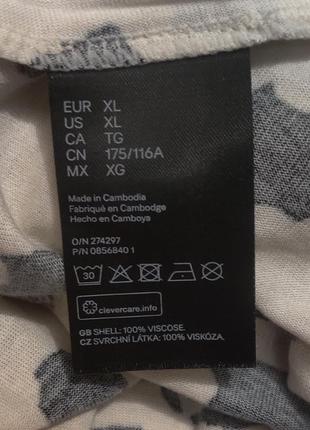 EUR XL
US XL
CA TG
CN 175/116A
MX XG
Made in Cambodia
Fabriqué en Cambodge
Hecho en Camboya
O/N 274297
P/N 0856840 1
30
clevercare.info
GB SHELL: 100% VISCOSE.
CZ SVRCHNÍ LÁTKA: 100% VISKÓZA.